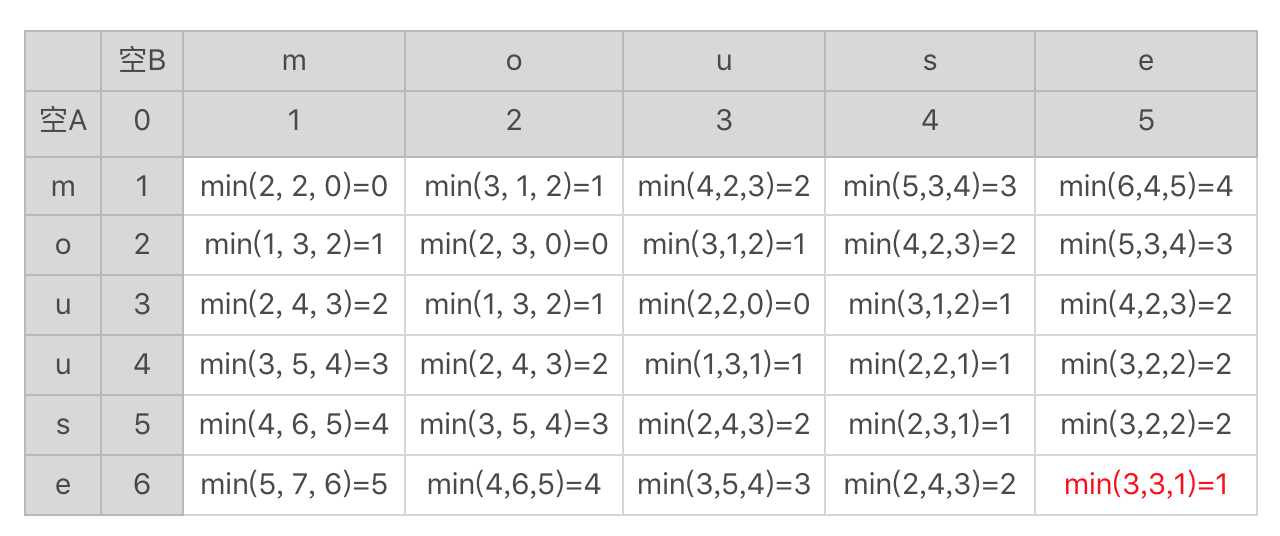 空B m o u s e
空A 0 1 2 3 4 5
m 1 min(2, 2, 0)=0 min(3, 1, 2)=1 min(4,2,3)=2 min(5,3,4)=3 min(6,4,5)=4
o 2 min(1, 3, 2)=1 min(2, 3, 0)=0 min(3,1,2)=1 min(4,2,3)=2 min(5,3,4)=3
u 3 min(2, 4, 3)=2 min(1, 3, 2)=1 min(2,2,0)=0 min(3,1,2)=1 min(4,2,3)=2
u 4 min(3, 5, 4)=3 min(2, 4, 3)=2 min(1,3,1)=1 min(2,2,1)=1 min(3,2,2)=2
s 5 min(4, 6, 5)=4 min(3, 5, 4)=3 min(2,4,3)=2 min(2,3,1)=1 min(3,2,2)=2
e 6 min(5, 7, 6)=5 min(4,6,5)=4 min(3,5,4)=3 min(2,4,3)=2 min(3,3,1)=1